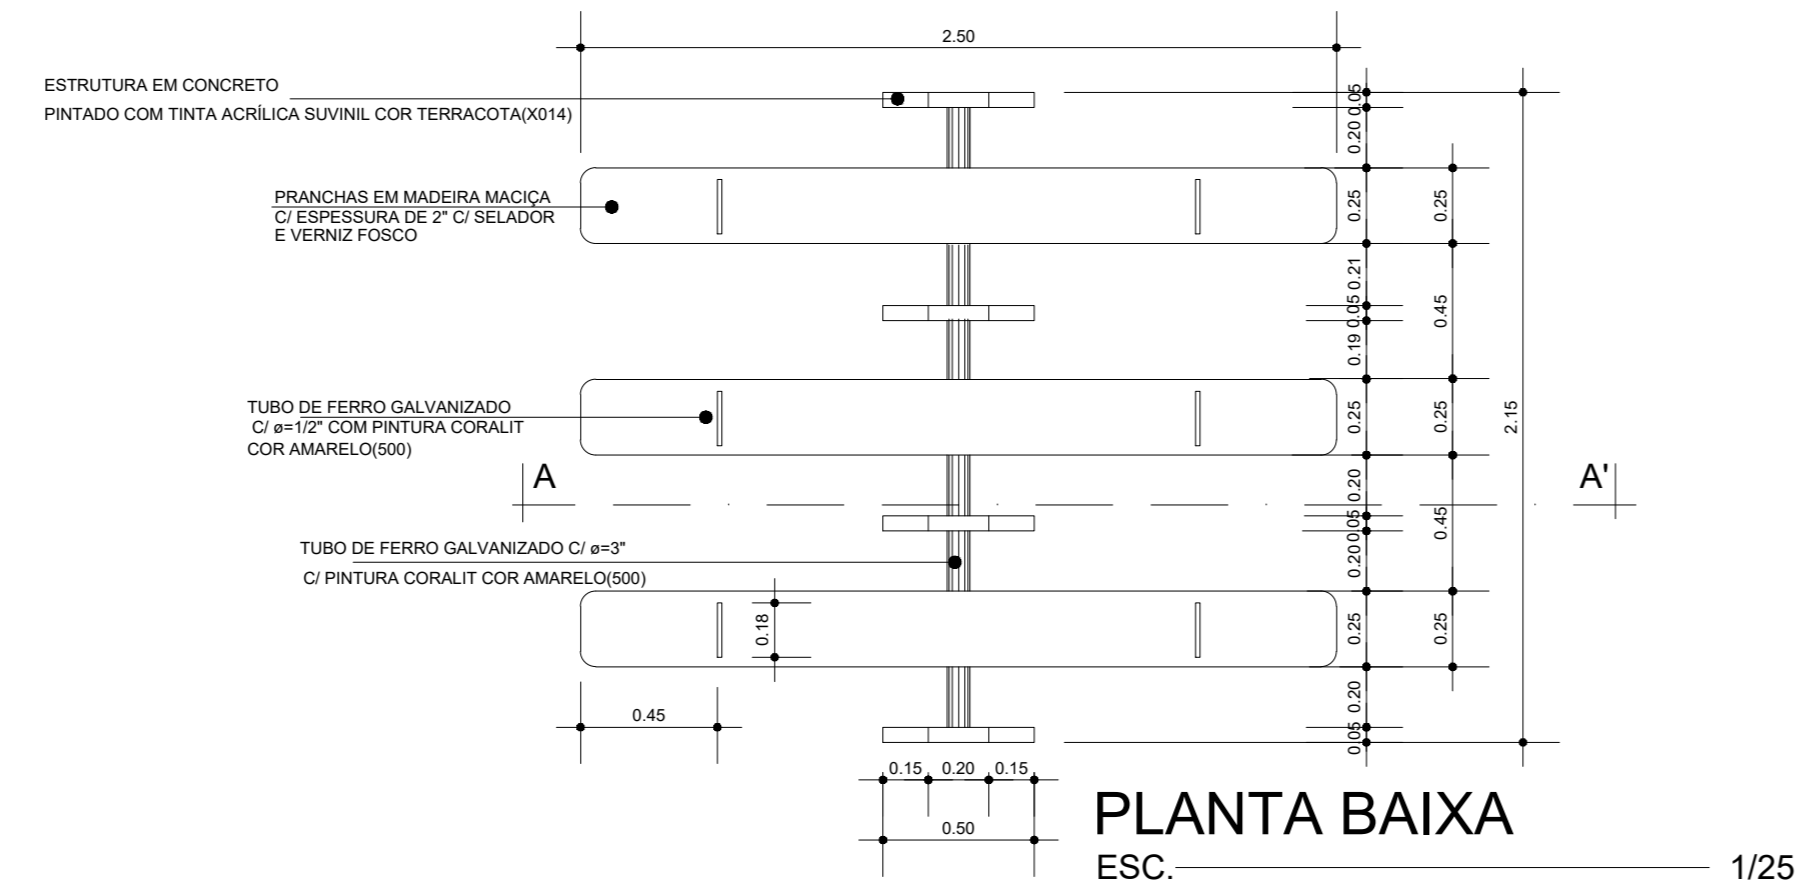 2.50
ESTRUTURA EM CONCRETO
PINTADO COM TINTA ACRÍLICA SUVINIL COR TERRACOTA(X014)
PRANCHAS EM MADEIRA MACIÇA
C/ ESPESSURA DE 2" C/ SELADOR
E VERNIZ FOSCO
TUBO DE FERRO GALVANIZADO
C/ ø=1/2" COM PINTURA CORALIT
COR AMARELO(500)
A
A'
TUBO DE FERRO GALVANIZADO C/ ø=3"
C/ PINTURA CORALIT COR AMARELO(500)
0.18
0.45
0.15 0.20 0.15
0.50
0.05
0.20
0.25
0.21
0.05
0.19
0.25
0.20
0.05
0.20
0.25
0.20
0.05
0.25
0.45
0.25
0.45
0.25
2.15
PLANTA BAIXA
ESC. 1/25